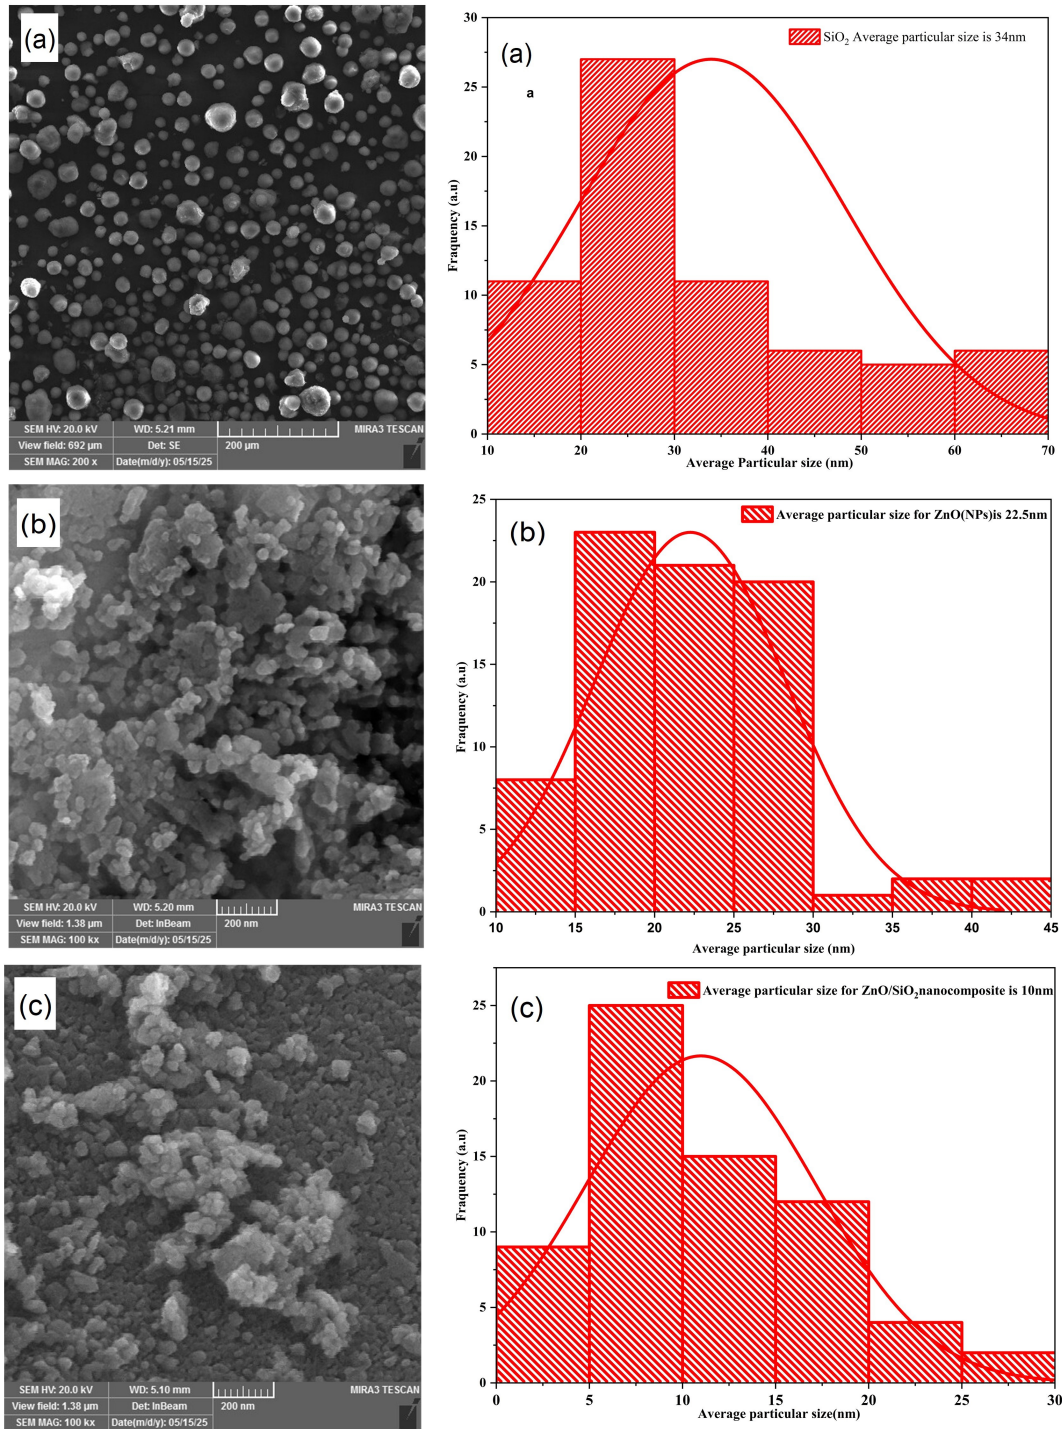 (a)
SEM HV: 20.0 kV WD: 5.21 mm MIRA3 TESCAN
View field: 692 µm Det: SE 200 µm
SEM MAG: 200 x Date(m/d/y): 05/15/25
(a)
a
SiO₂ Average particular size is 34nm
Fraquency (a.u)
30
25
20
15
10
5
0
10 20 30 40 50 60 70
Average Particular size (nm)
(b)
SEM HV: 20.0 kV WD: 5.20 mm MIRA3 TESCAN
View field: 1.38 µm Det: InBeam 200 nm
SEM MAG: 100 kx Date(m/d/y): 05/15/25
(b)
Average particular size for ZnO(NPs)is 22.5nm
Fraquency (a.u)
25
20
15
10
5
0
10 15 20 25 30 35 40 45
Average particular size (nm)
(c)
SEM HV: 20.0 kV WD: 5.10 mm MIRA3 TESCAN
View field: 1.38 µm Det: InBeam 200 nm
SEM MAG: 100 kx Date(m/d/y): 05/15/25
(c)
Average particular size for ZnO/SiO₂nanocomposite is 10nm
Fraquency (a.u)
25
20
15
10
5
0
0 5 10 15 20 25 30
Average particular size(nm)